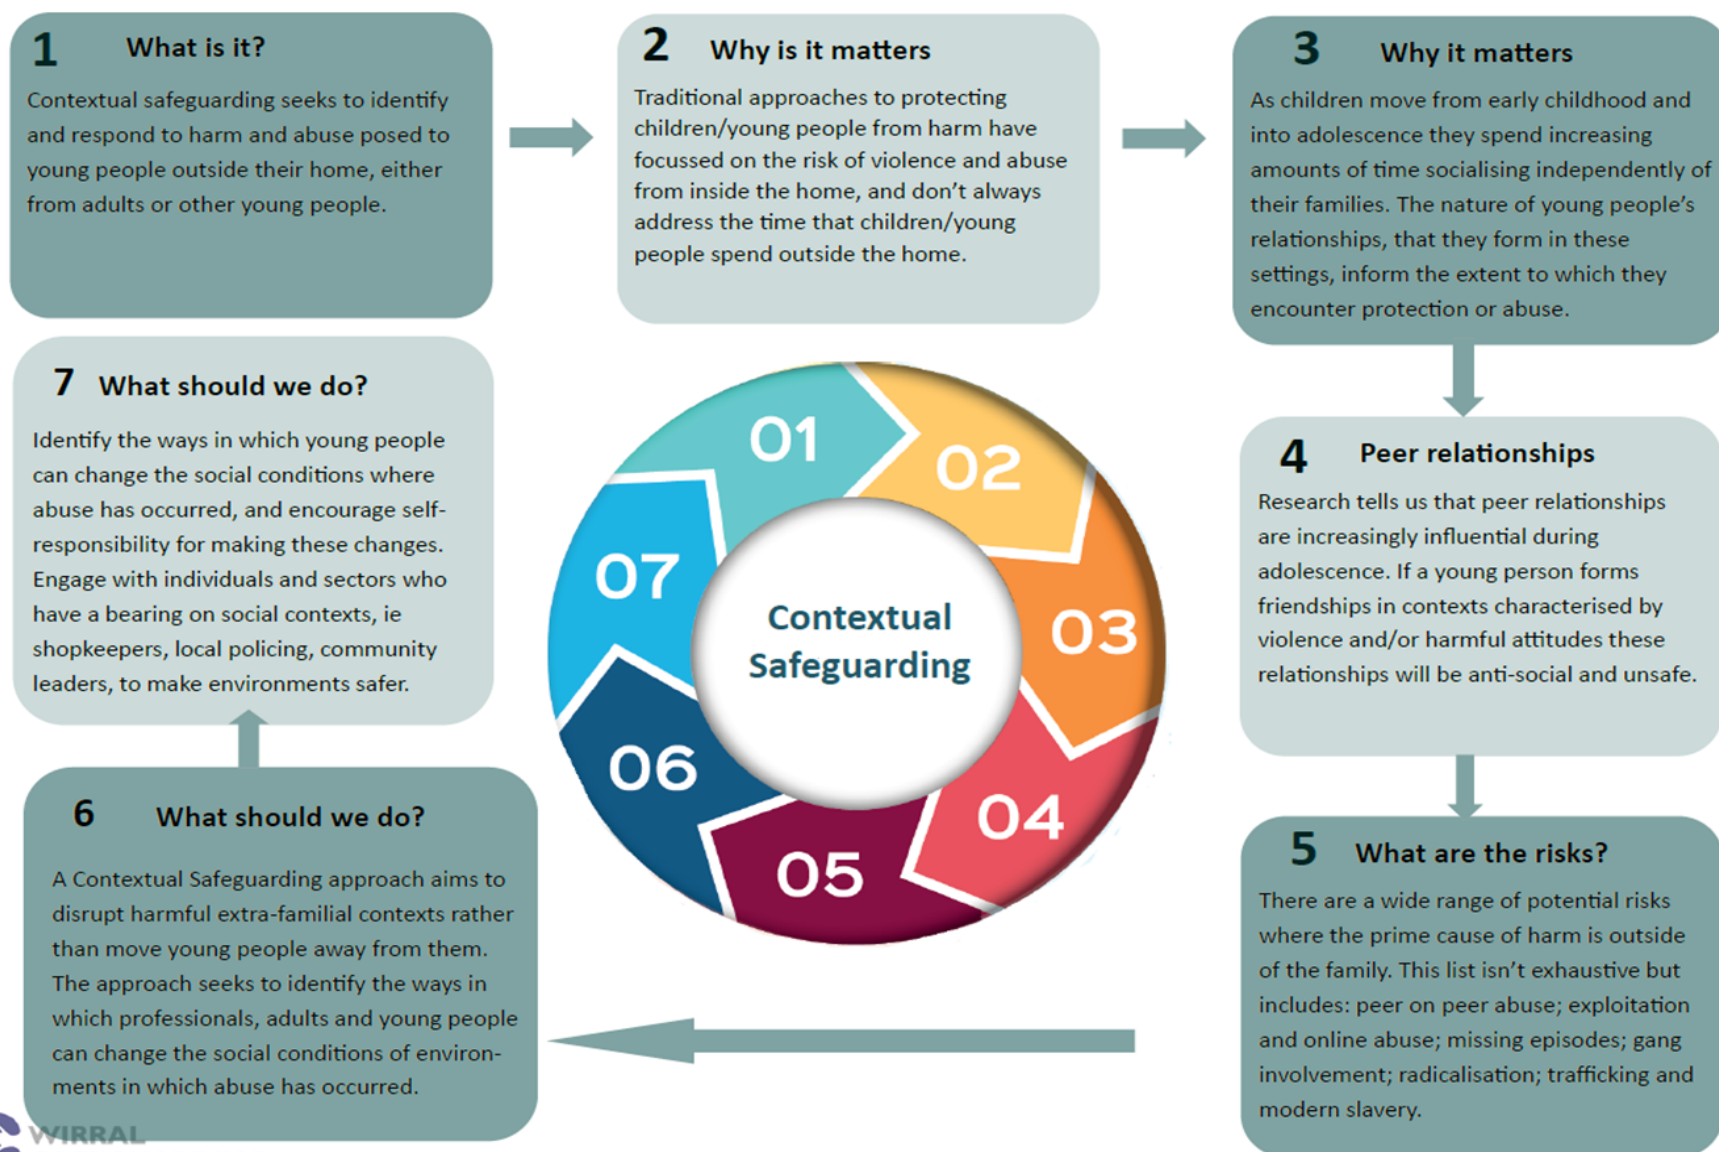 1 What is it?
Contextual safeguarding seeks to identify
and respond to harm and abuse posed to
young people outside their home, either
from adults or other young people.
2 Why is it matters
Traditional approaches to protecting
children/young people from harm have
focussed on the risk of violence and abuse
from inside the home, and don’t always
address the time that children/young
people spend outside the home.
3 Why it matters
As children move from early childhood and
into adolescence they spend increasing
amounts of time socialising independently of
their families. The nature of young people’s
relationships, that they form in these
settings, inform the extent to which they
encounter protection or abuse.
4 Peer relationships
Research tells us that peer relationships
are increasingly influential during
adolescence. If a young person forms
friendships in contexts characterised by
violence and/or harmful attitudes these
relationships will be anti-social and unsafe.
5 What are the risks?
There are a wide range of potential risks
where the prime cause of harm is outside
of the family. This list isn’t exhaustive but
includes: peer on peer abuse; exploitation
and online abuse; missing episodes; gang
involvement; radicalisation; trafficking and
modern slavery.
6 What should we do?
A Contextual Safeguarding approach aims to
disrupt harmful extra-familial contexts rather
than move young people away from them.
The approach seeks to identify the ways in
which professionals, adults and young people
can change the social conditions of environ-
ments in which abuse has occurred.
7 What should we do?
Identify the ways in which young people
can change the social conditions where
abuse has occurred, and encourage self-
responsibility for making these changes.
Engage with individuals and sectors who
have a bearing on social contexts, ie
shopkeepers, local policing, community
leaders, to make environments safer.
01
02
03
04
05
06
07
Contextual
Safeguarding
WIRRAL